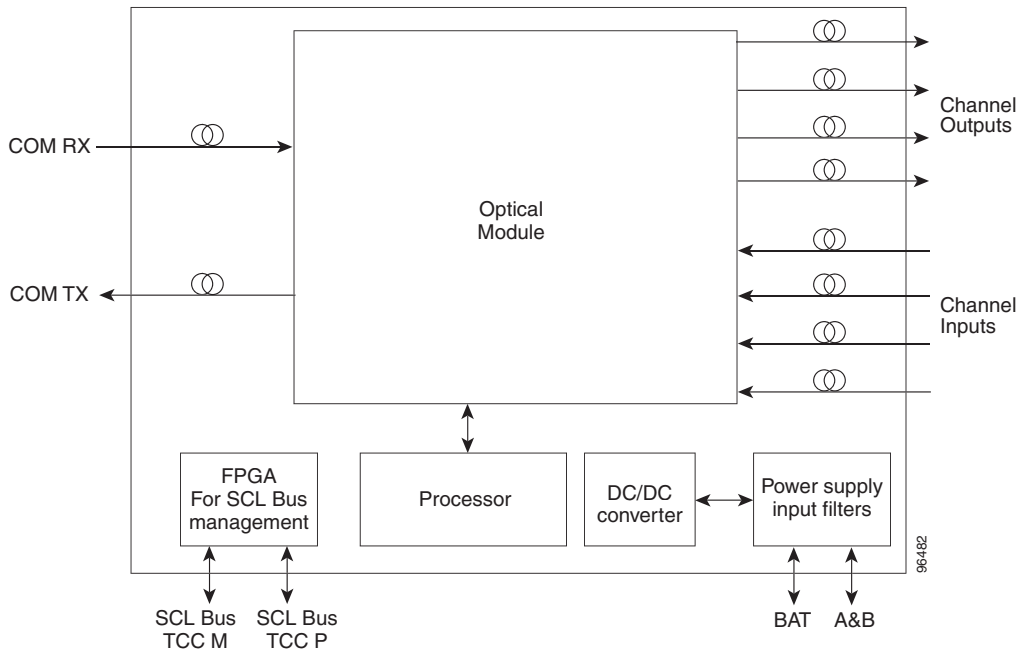 COM RX
COM TX
Optical
Module
Channel
Outputs
Channel
Inputs
FPGA
For SCL Bus
management
Processor
DC/DC
converter
Power supply
input filters
SCL Bus
TCC M
SCL Bus
TCC P
BAT
A&B
96482